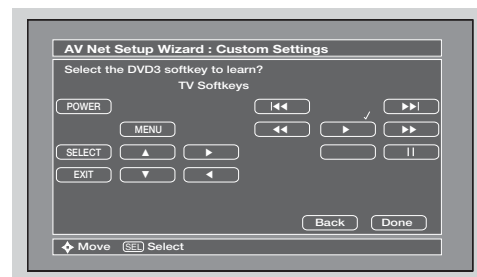 AV Net Setup Wizard : Custom Settings
Select the DVD3 softkey to learn?
TV Softkeys
POWER
MENU
SELECT
EXIT
Back Done
Move SEL Select